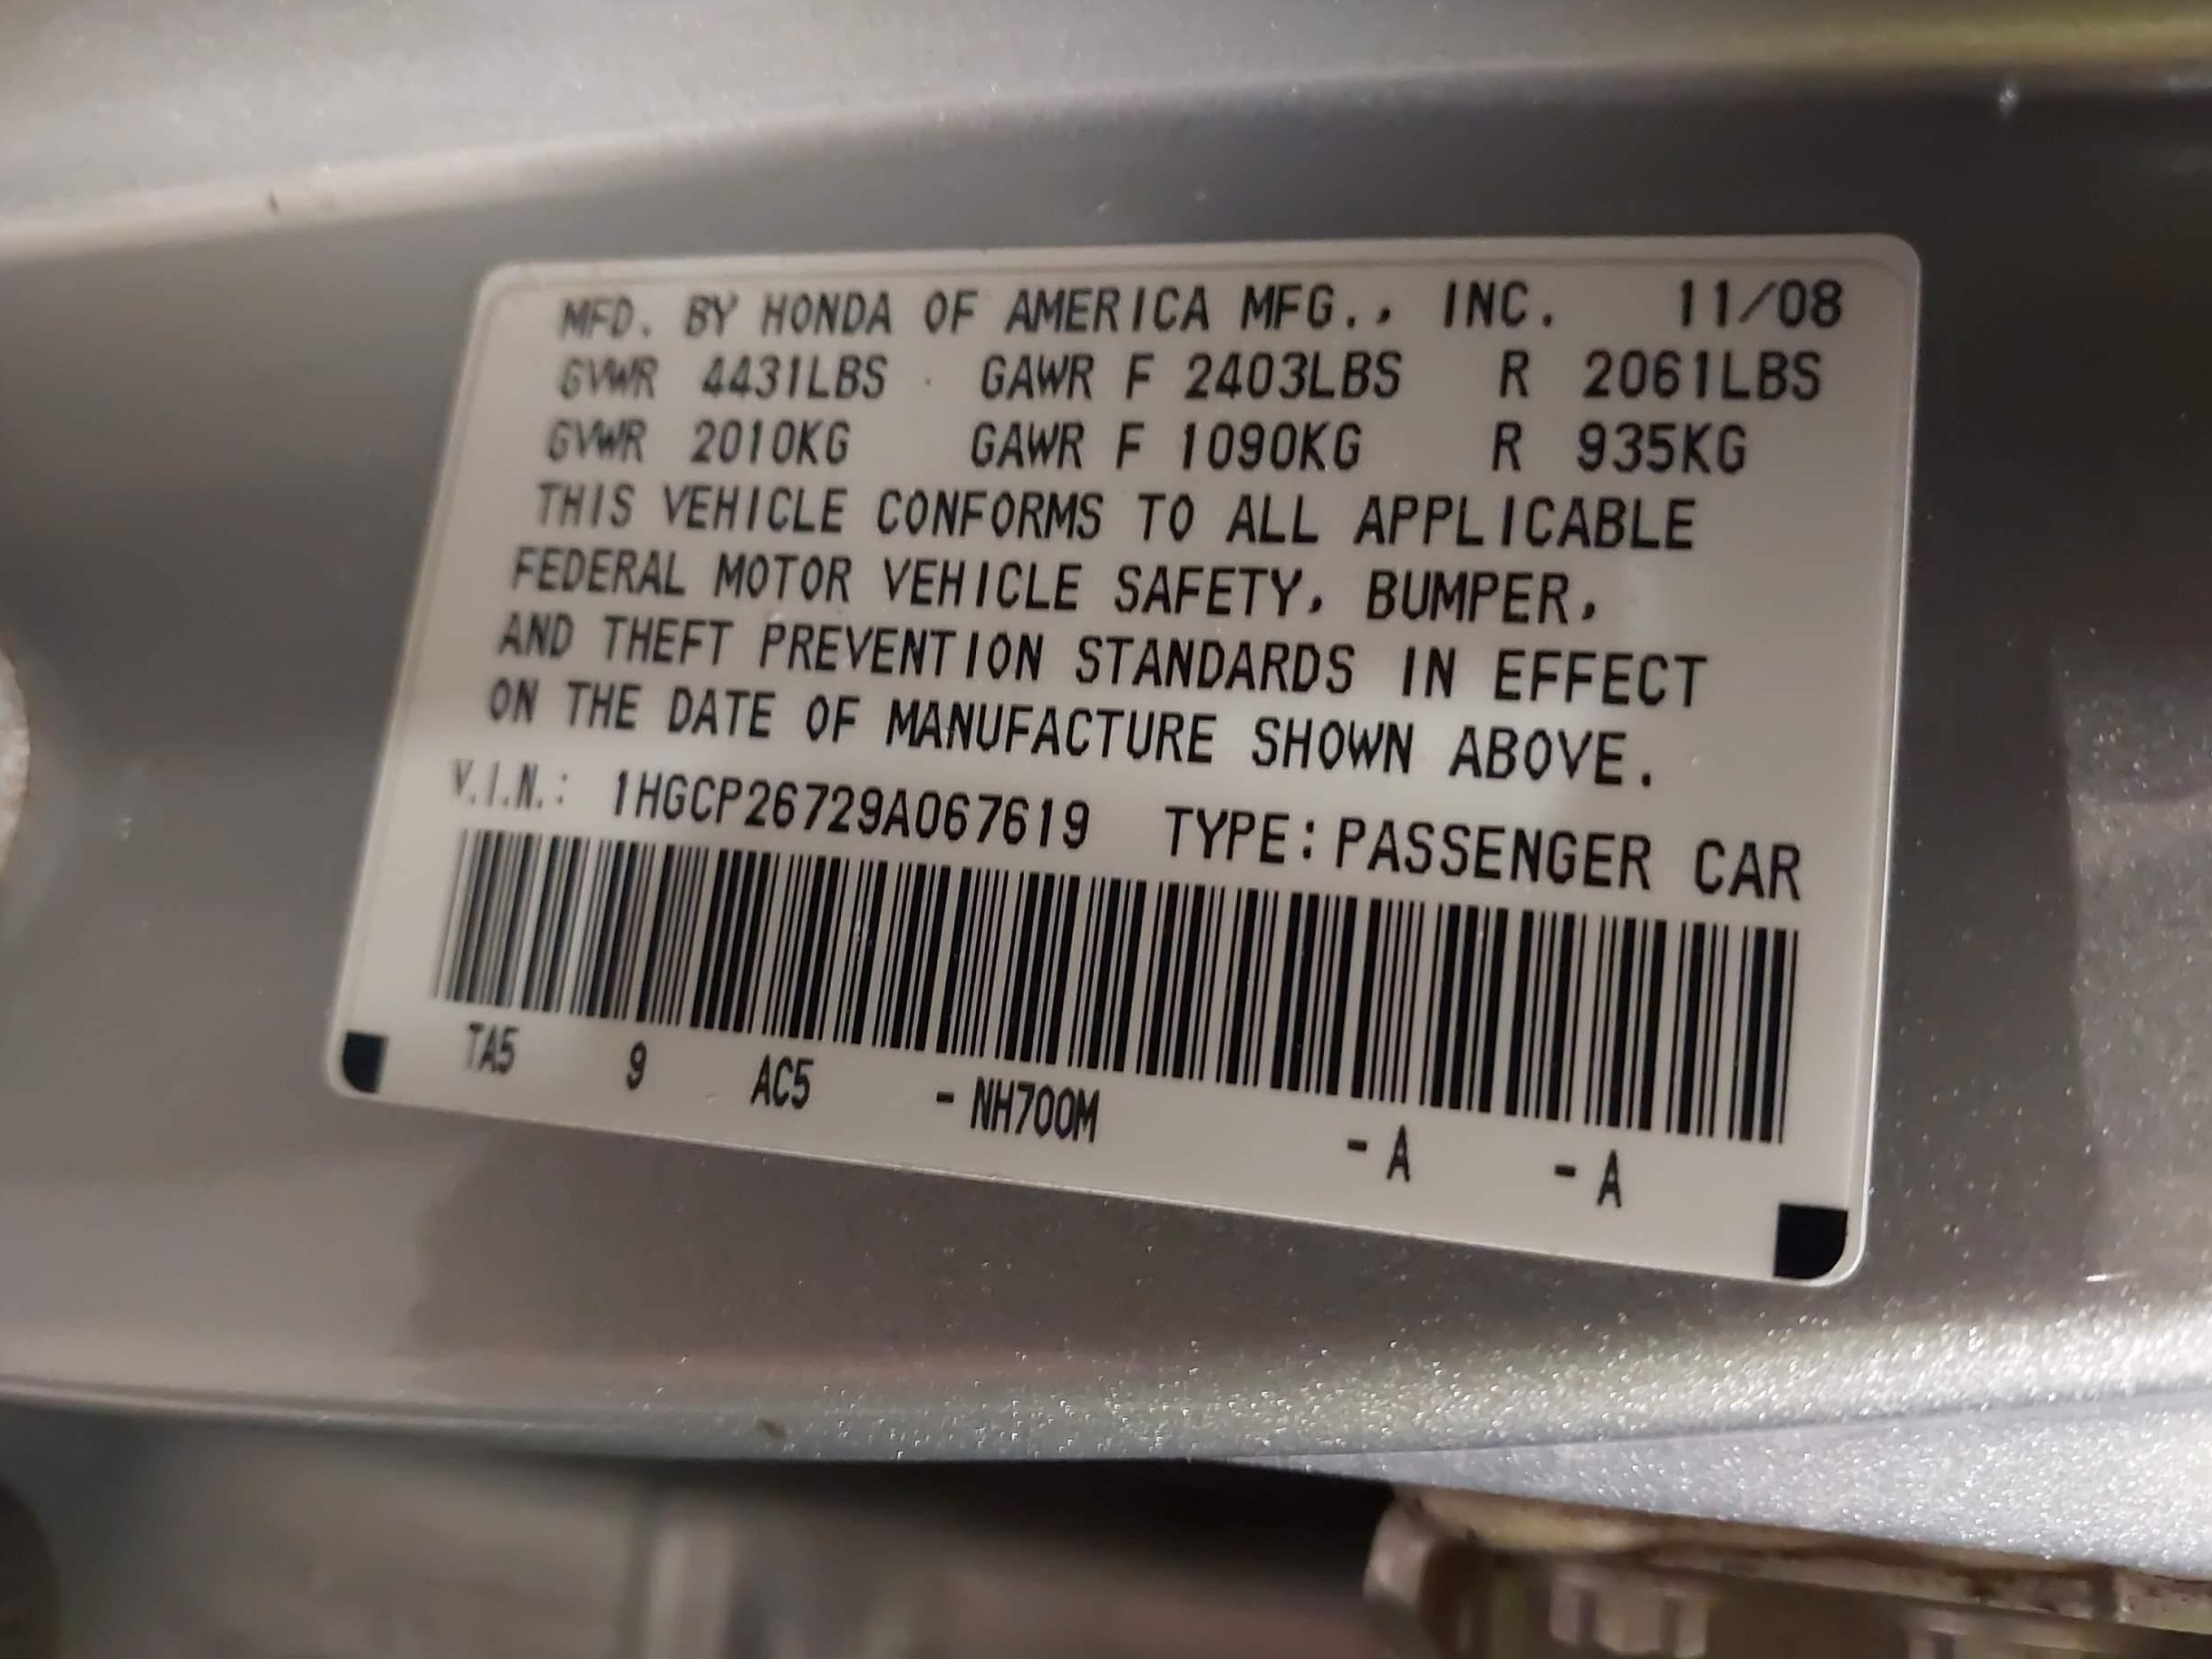 MFD. BY HONDA OF AMERICA MFG., INC. 11/08
GVWR 4431LBS GAWR F 2403LBS R 2061LBS
GVWR 2010KG GAWR F 1090KG R 935KG
THIS VEHICLE CONFORMS TO ALL APPLICABLE
FEDERAL MOTOR VEHICLE SAFETY, BUMPER,
AND THEFT PREVENTION STANDARDS IN EFFECT
ON THE DATE OF MANUFACTURE SHOWN ABOVE.
V.I.N.: 1HGCP26729A067619 TYPE: PASSENGER CAR
TA5 9 AC5 - NH700M - A - A